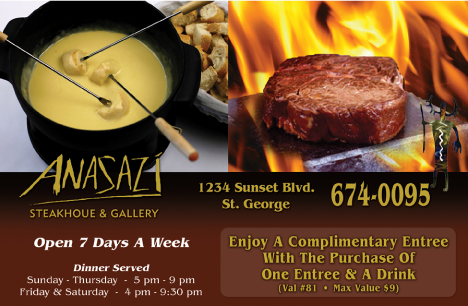 ANASAZI
STEAKHOUE & GALLERY
1234 Sunset Blvd.
St. George
674-0095
Open 7 Days A Week
Dinner Served
Sunday - Thursday - 5 pm - 9 pm
Friday & Saturday - 4 pm - 9:30 pm
Enjoy A Complimentary Entree
With The Purchase Of
One Entree & A Drink
(Val #81 • Max Value $9)